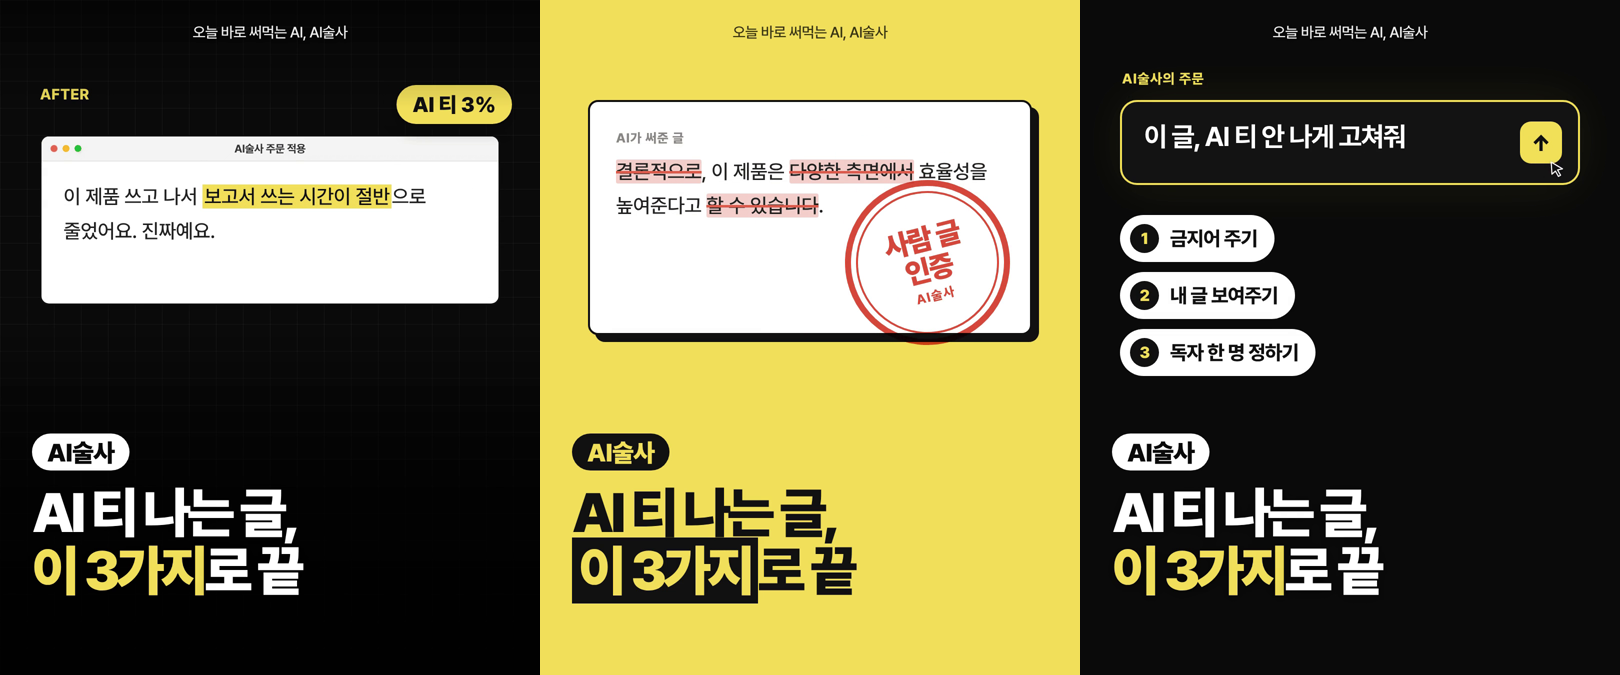 오늘 바로 써먹는 AI, AI술사
AFTER
AI 티 3%
AI술사 주문 적용
이 제품 쓰고 나서 보고서 쓰는 시간이 절반으로
줄었어요. 진짜예요.
AI술사
AI 티 나는 글,
이 3가지로 끝
오늘 바로 써먹는 AI, AI술사
AI가 써준 글
결론적으로, 이 제품은 다양한 측면에서 효율성을
높여준다고 할 수 있습니다.
사람 글
인증
AI술사
AI술사
AI 티 나는 글,
이 3가지로 끝
오늘 바로 써먹는 AI, AI술사
AI술사의 주문
이 글, AI 티 안 나게 고쳐줘
1 금지어 주기
2 내 글 보여주기
3 독자 한 명 정하기
AI술사
AI 티 나는 글,
이 3가지로 끝